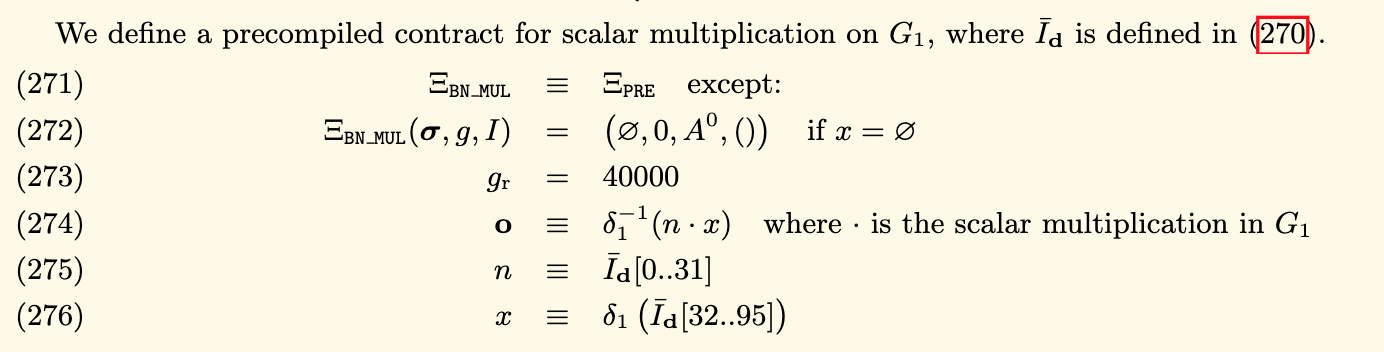 We define a precompiled contract for scalar multiplication on G₁, where Ī_𝐝 is defined in (270).
(271) Ξ_BN_MUL ≡ Ξ_PRE except:
(272) Ξ_BN_MUL(𝝈, g, I) = (∅, 0, A⁰, ()) if x = ∅
(273) g_r = 40000
(274) 𝐨 ≡ δ₁⁻¹(n · x) where · is the scalar multiplication in G₁
(275) n ≡ Ī_𝐝[0..31]
(276) x ≡ δ₁(Ī_𝐝[32..95])